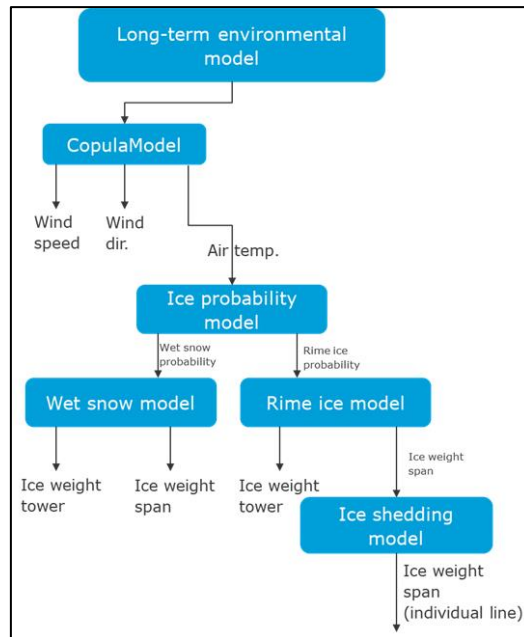 Long-term environmental
model
CopulaModel
Wind
speed
Wind
dir.
Air temp.
Ice probability
model
Wet snow
probability
Rime ice
probability
Wet snow model
Rime ice model
Ice weight
tower
Ice weight
span
Ice weight
tower
Ice weight
span
Ice shedding
model
Ice weight
span
(individual line)